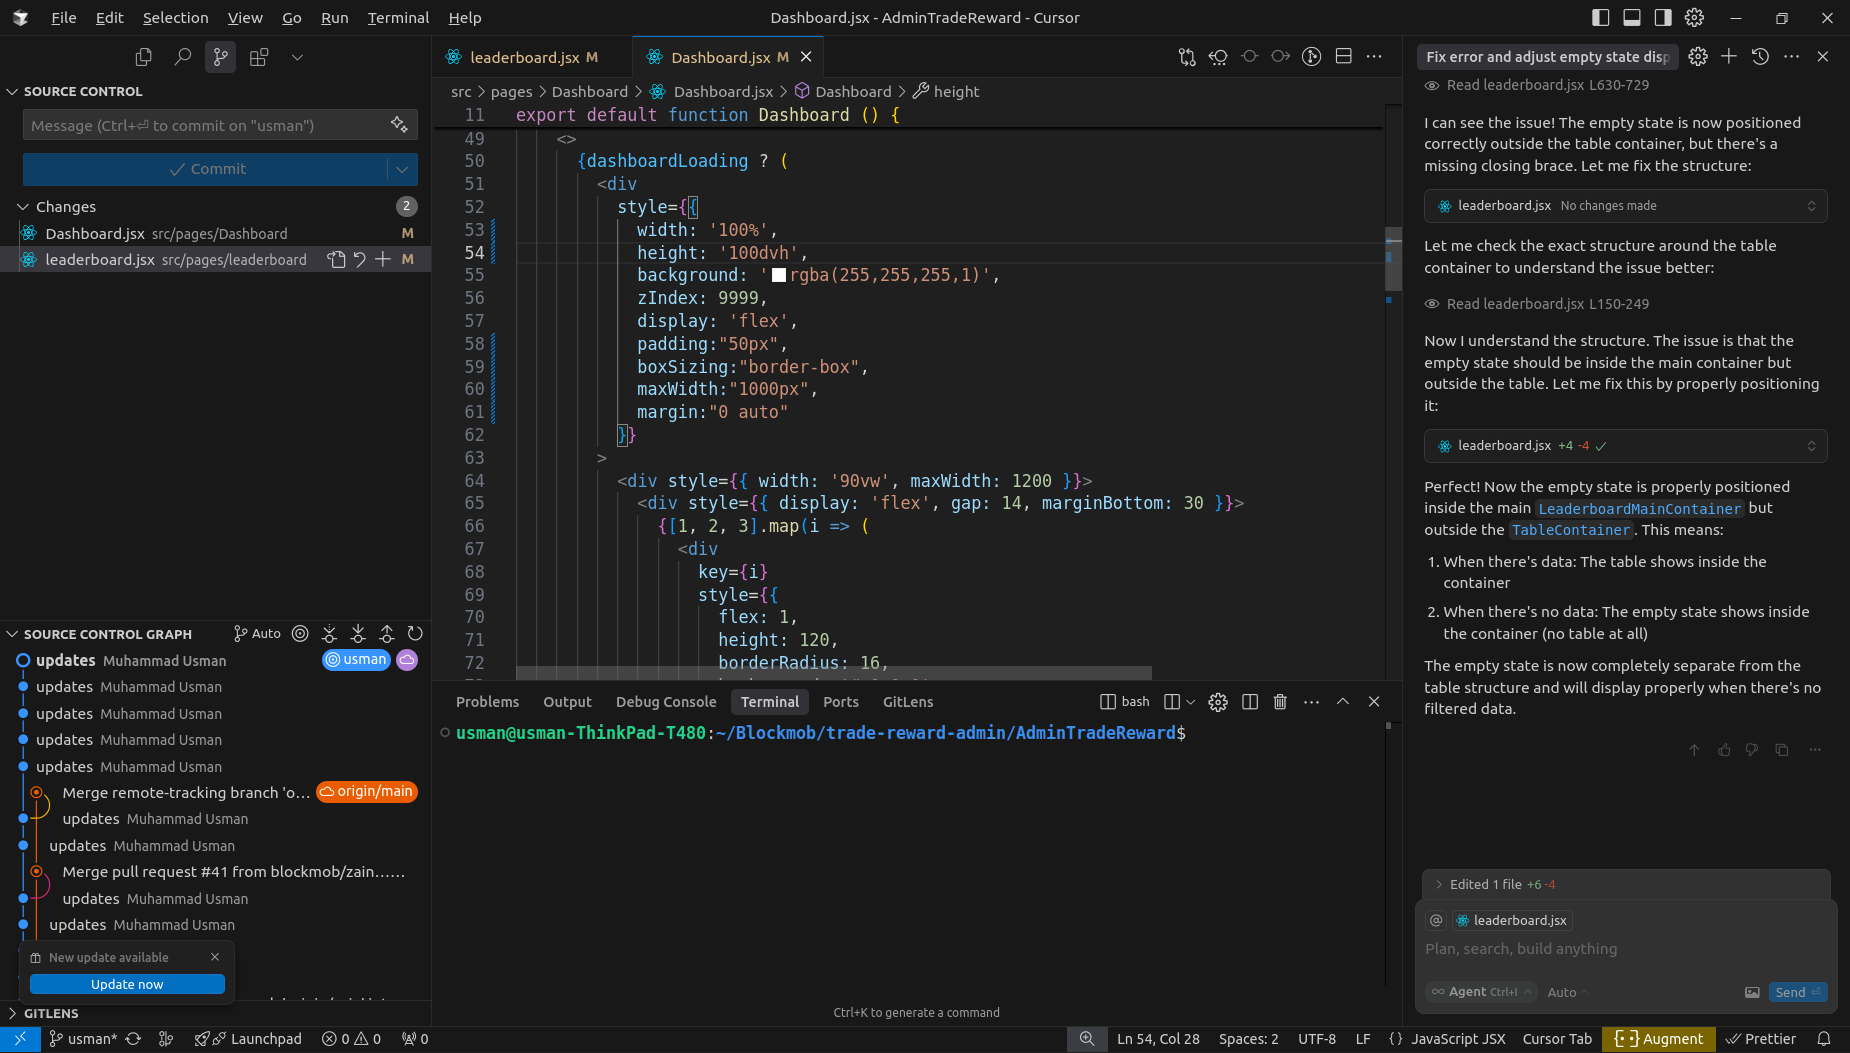 File Edit Selection View Go Run Terminal Help
Dashboard.jsx - AdminTradeReward - Cursor
SOURCE CONTROL
Message (Ctrl+⏎ to commit on "usman")
Commit
Changes 2
Dashboard.jsx src/pages/Dashboard M
leaderboard.jsx src/pages/leaderboard M
SOURCE CONTROL GRAPH Auto
updates Muhammad Usman usman
updates Muhammad Usman
updates Muhammad Usman
updates Muhammad Usman
updates Muhammad Usman
Merge remote-tracking branch 'o... origin/main
updates Muhammad Usman
updates Muhammad Usman
Merge pull request #41 from blockmob/zain......
updates Muhammad Usman
updates Muhammad Usman
New update available
Update now
GITLENS
leaderboard.jsx M
Dashboard.jsx M
src > pages > Dashboard > Dashboard.jsx > Dashboard > height
11 export default function Dashboard () {
49 <>
50 {dashboardLoading ? (
51 <div
52 style={{
53 width: '100%',
54 height: '100dvh',
55 background: 'rgba(255,255,255,1)',
56 zIndex: 9999,
57 display: 'flex',
58 padding:"50px",
59 boxSizing:"border-box",
60 maxWidth:"1000px",
61 margin:"0 auto"
62 }}
63 >
64 <div style={{ width: '90vw', maxWidth: 1200 }}>
65 <div style={{ display: 'flex', gap: 14, marginBottom: 30 }}>
66 {[1, 2, 3].map(i => (
67 <div
68 key={i}
69 style={{
70 flex: 1,
71 height: 120,
72 borderRadius: 16,
Problems Output Debug Console Terminal Ports GitLens
bash
usman@usman-ThinkPad-T480:~/Blockmob/trade-reward-admin/AdminTradeReward$
Ctrl+K to generate a command
Fix error and adjust empty state disp
Read leaderboard.jsx L630-729
I can see the issue! The empty state is now positioned
correctly outside the table container, but there's a
missing closing brace. Let me fix the structure:
leaderboard.jsx No changes made
Let me check the exact structure around the table
container to understand the issue better:
Read leaderboard.jsx L150-249
Now I understand the structure. The issue is that the
empty state should be inside the main container but
outside the table. Let me fix this by properly positioning
it:
leaderboard.jsx +4 -4
Perfect! Now the empty state is properly positioned
inside the main LeaderboardMainContainer but
outside the TableContainer. This means:
1. When there's data: The table shows inside the
container
2. When there's no data: The empty state shows inside
the container (no table at all)
The empty state is now completely separate from the
table structure and will display properly when there's no
filtered data.
Edited 1 file +6 -4
@ leaderboard.jsx
Plan, search, build anything
Agent Ctrl+I Auto Send ⏎
usman* Launchpad 0 0 0
Ln 54, Col 28 Spaces: 2 UTF-8 LF {} JavaScript JSX Cursor Tab Augment Prettier